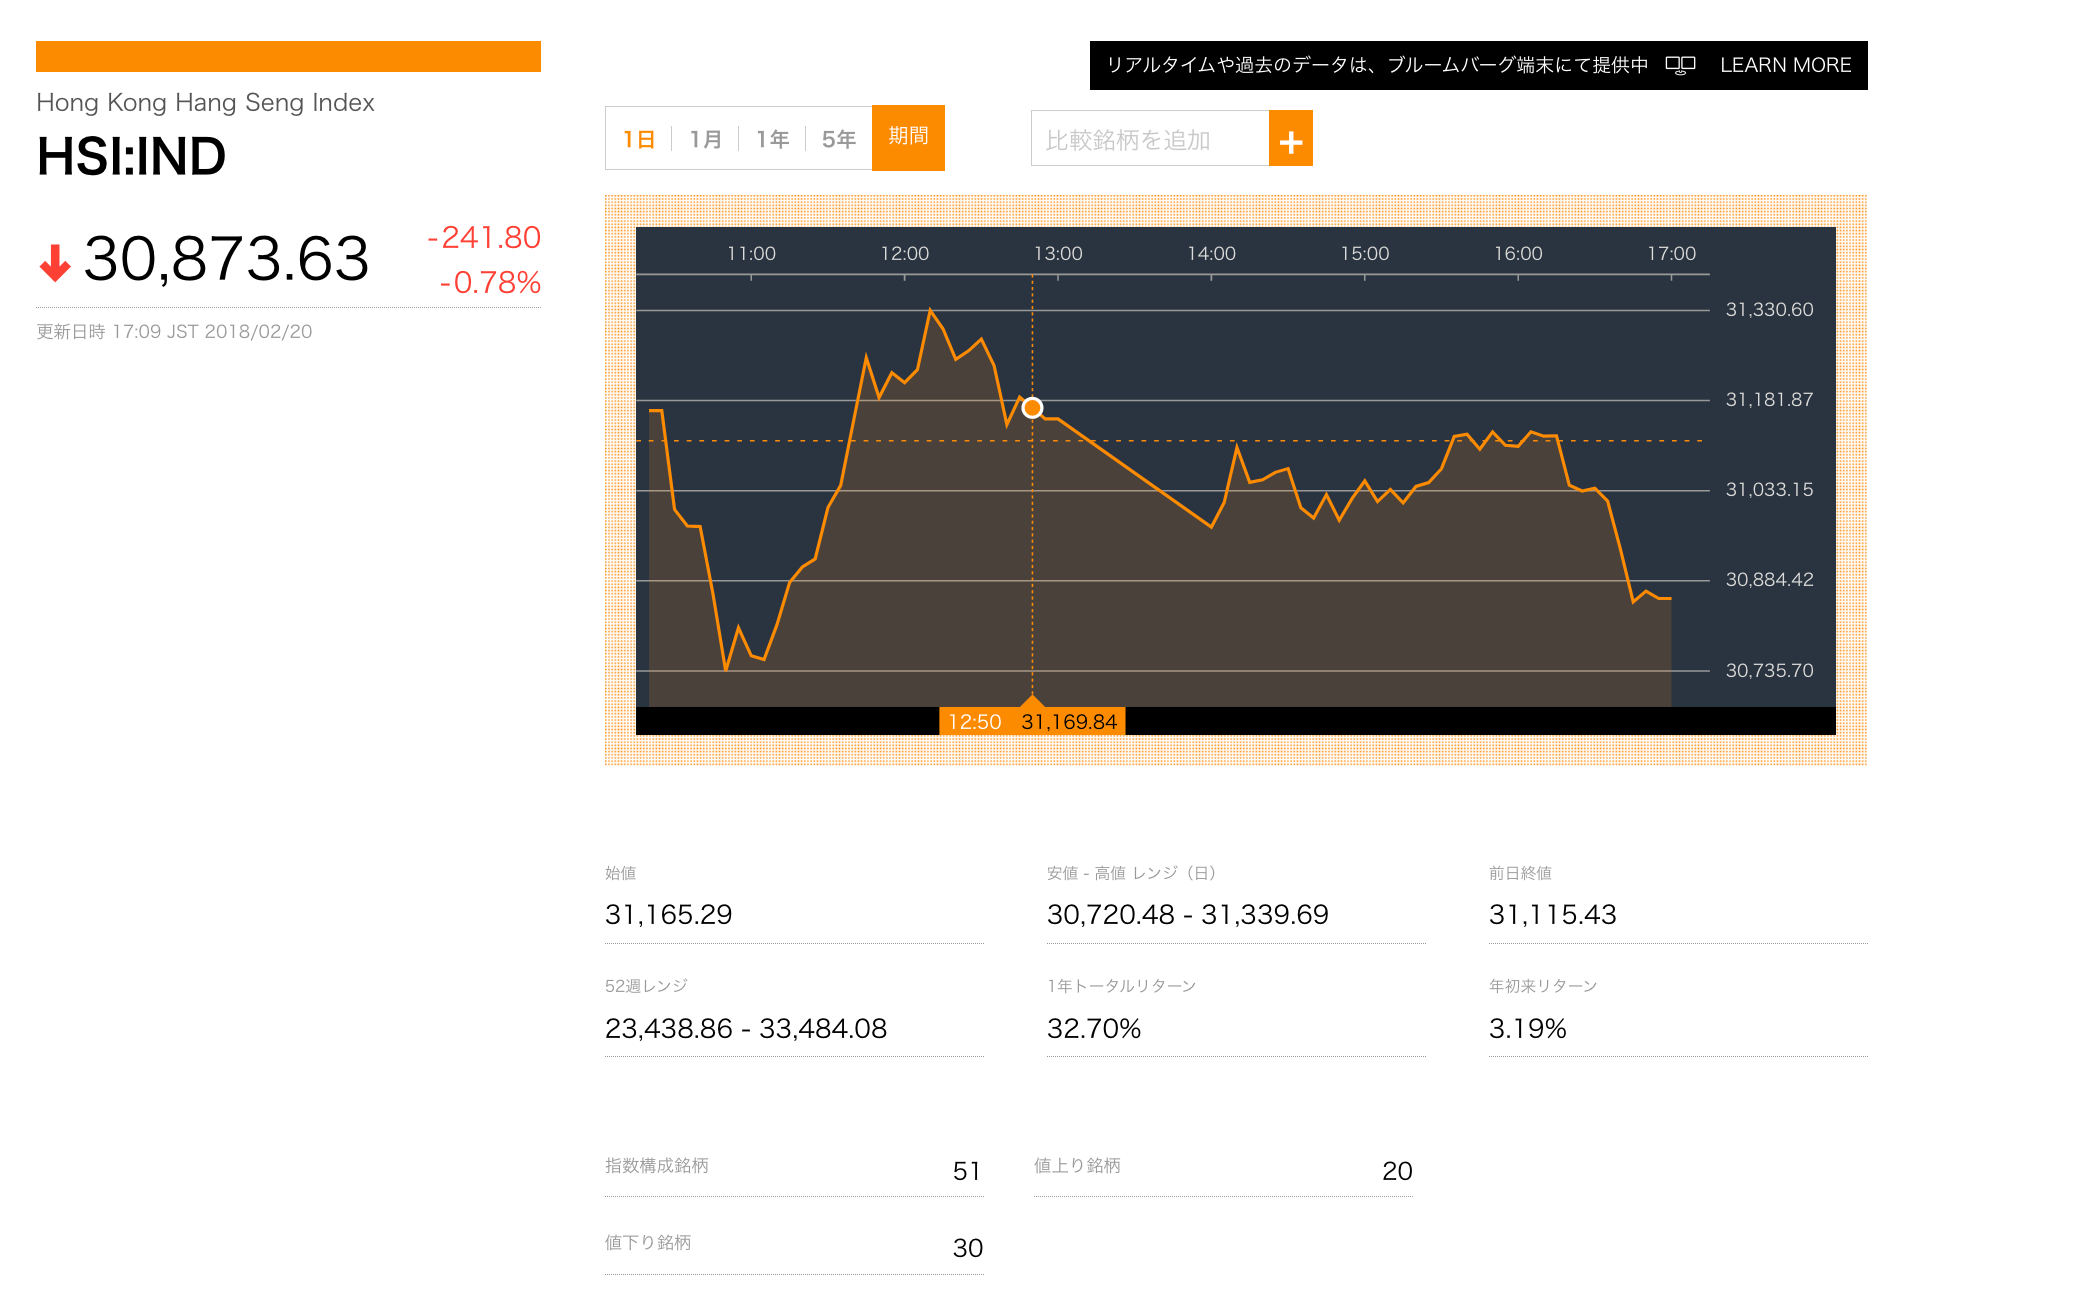 リアルタイムや過去のデータは、ブルームバーグ端末にて提供中 LEARN MORE
Hong Kong Hang Seng Index
HSI:IND
30,873.63
-241.80
-0.78%
更新日時 17:09 JST 2018/02/20
1日 1月 1年 5年 期間
比較銘柄を追加 +
11:00 12:00 13:00 14:00 15:00 16:00 17:00
31,330.60
31,181.87
31,033.15
30,884.42
30,735.70
12:50 31,169.84
始値 安値 - 高値 レンジ（日） 前日終値
31,165.29 30,720.48 - 31,339.69 31,115.43
52週レンジ 1年トータルリターン 年初来リターン
23,438.86 - 33,484.08 32.70% 3.19%
指数構成銘柄 51 値上り銘柄 20
値下り銘柄 30